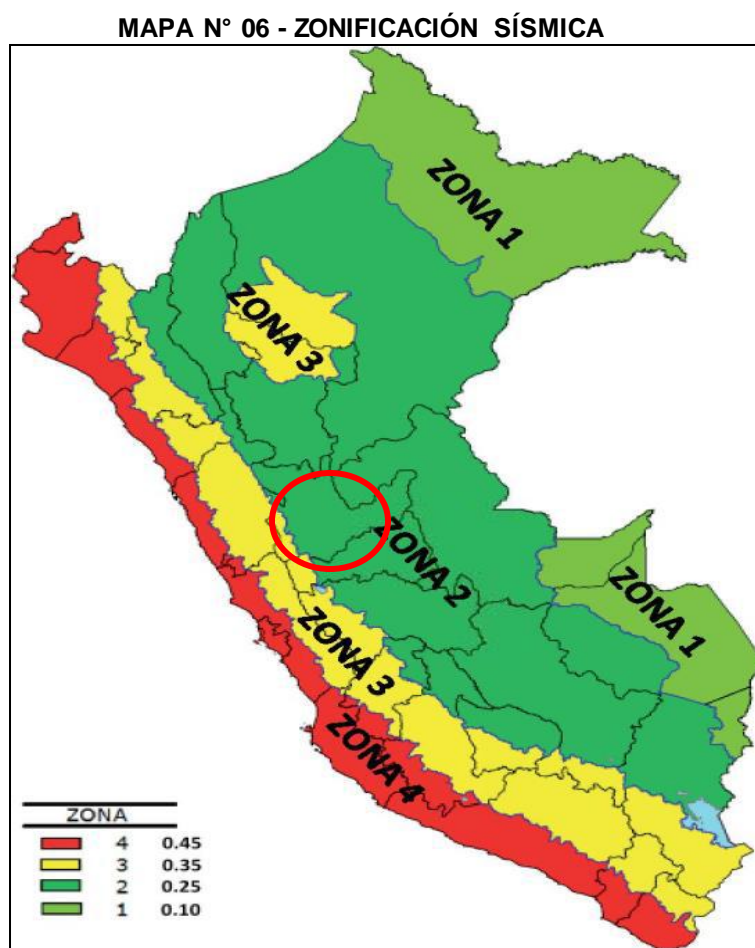 MAPA N° 06 - ZONIFICACIÓN SÍSMICA
ZONA 1
ZONA 3
ZONA 2
ZONA 1
ZONA 3
ZONA 4
ZONA
4 0.45
3 0.35
2 0.25
1 0.10